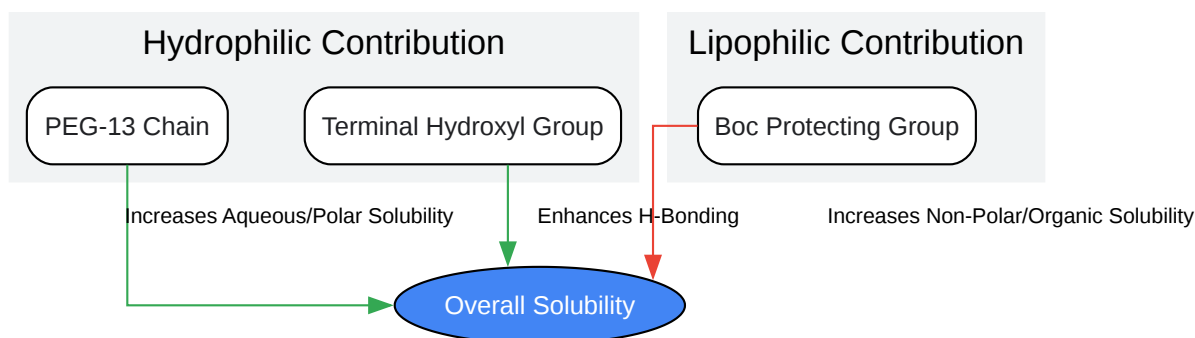 Hydrophilic Contribution
Lipophilic Contribution
PEG-13 Chain
Terminal Hydroxyl Group
Boc Protecting Group
Increases Aqueous/Polar Solubility
Enhances H-Bonding
Increases Non-Polar/Organic Solubility
Overall Solubility